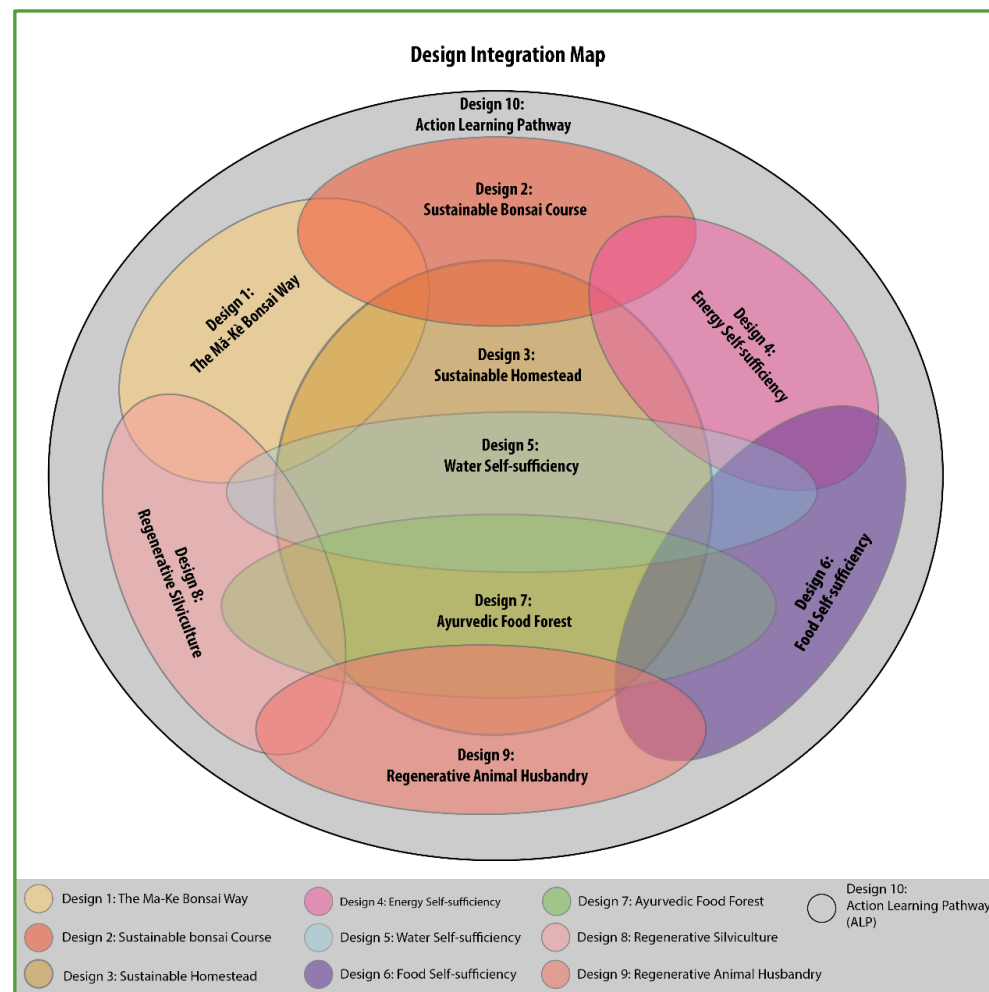 Design Integration Map
Design 10:
Action Learning Pathway
Design 2:
Sustainable Bonsai Course
Design 1:
The Mă-Kè Bonsai Way
Design 4:
Energy Self-sufficiency
Design 3:
Sustainable Homestead
Design 5:
Water Self-sufficiency
Design 8:
Regenerative Silviculture
Design 6:
Food Self-sufficiency
Design 7:
Ayurvedic Food Forest
Design 9:
Regenerative Animal Husbandry
Design 1: The Ma-Ke Bonsai Way
Design 2: Sustainable bonsai Course
Design 3: Sustainable Homestead
Design 4: Energy Self-sufficiency
Design 5: Water Self-sufficiency
Design 6: Food Self-sufficiency
Design 7: Ayurvedic Food Forest
Design 8: Regenerative Silviculture
Design 9: Regenerative Animal Husbandry
Design 10:
Action Learning Pathway
(ALP)